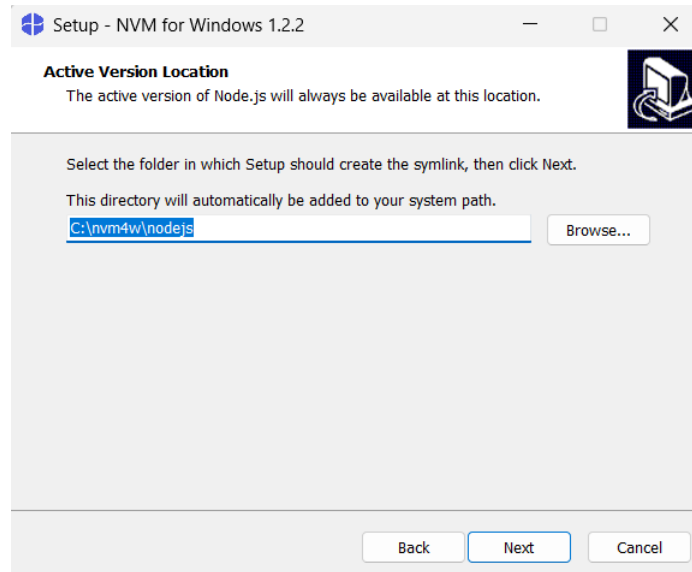 Setup - NVM for Windows 1.2.2
Active Version Location
The active version of Node.js will always be available at this location.
Select the folder in which Setup should create the symlink, then click Next.
This directory will automatically be added to your system path.
C:\nvm4w\nodejs
Browse...
Back
Next
Cancel